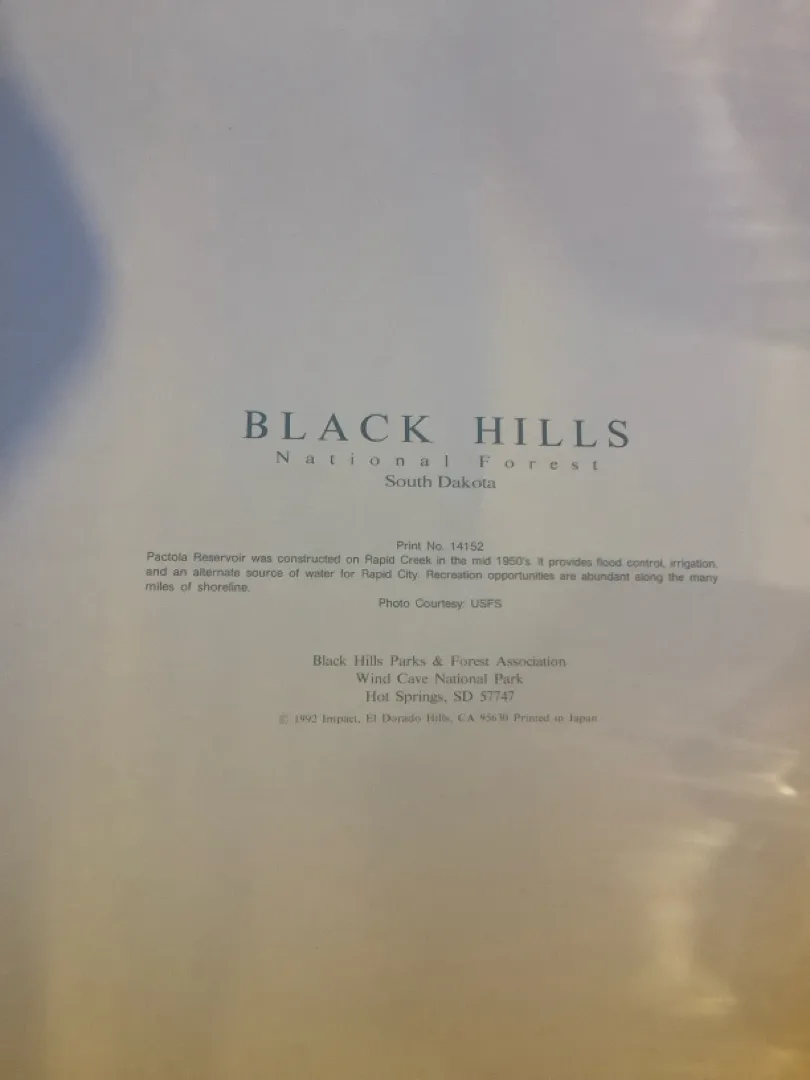 BLACK HILLS
National Forest
South Dakota
Print No. 14152
Pactola Reservoir was constructed on Rapid Creek in the mid 1950's. It provides flood control, irrigation,
and an alternate source of water for Rapid City. Recreation opportunities are abundant along the many
miles of shoreline.
Photo Courtesy: USFS
Black Hills Parks & Forest Association
Wind Cave National Park
Hot Springs, SD 57747
© 1992 Impact, El Dorado Hills, CA 95630 Printed in Japan